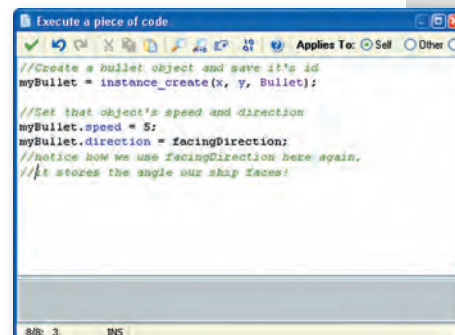 Execute a piece of code
Applies To: Self Other
//Create a bullet object and save it's id
myBullet = instance_create(x, y, Bullet);
//Set that object's speed and direction
myBullet.speed = 5;
myBullet.direction = facingDirection;
//notice how we use facingDirection here again,
//it stores the angle our ship faces!
8/8: 3 INS